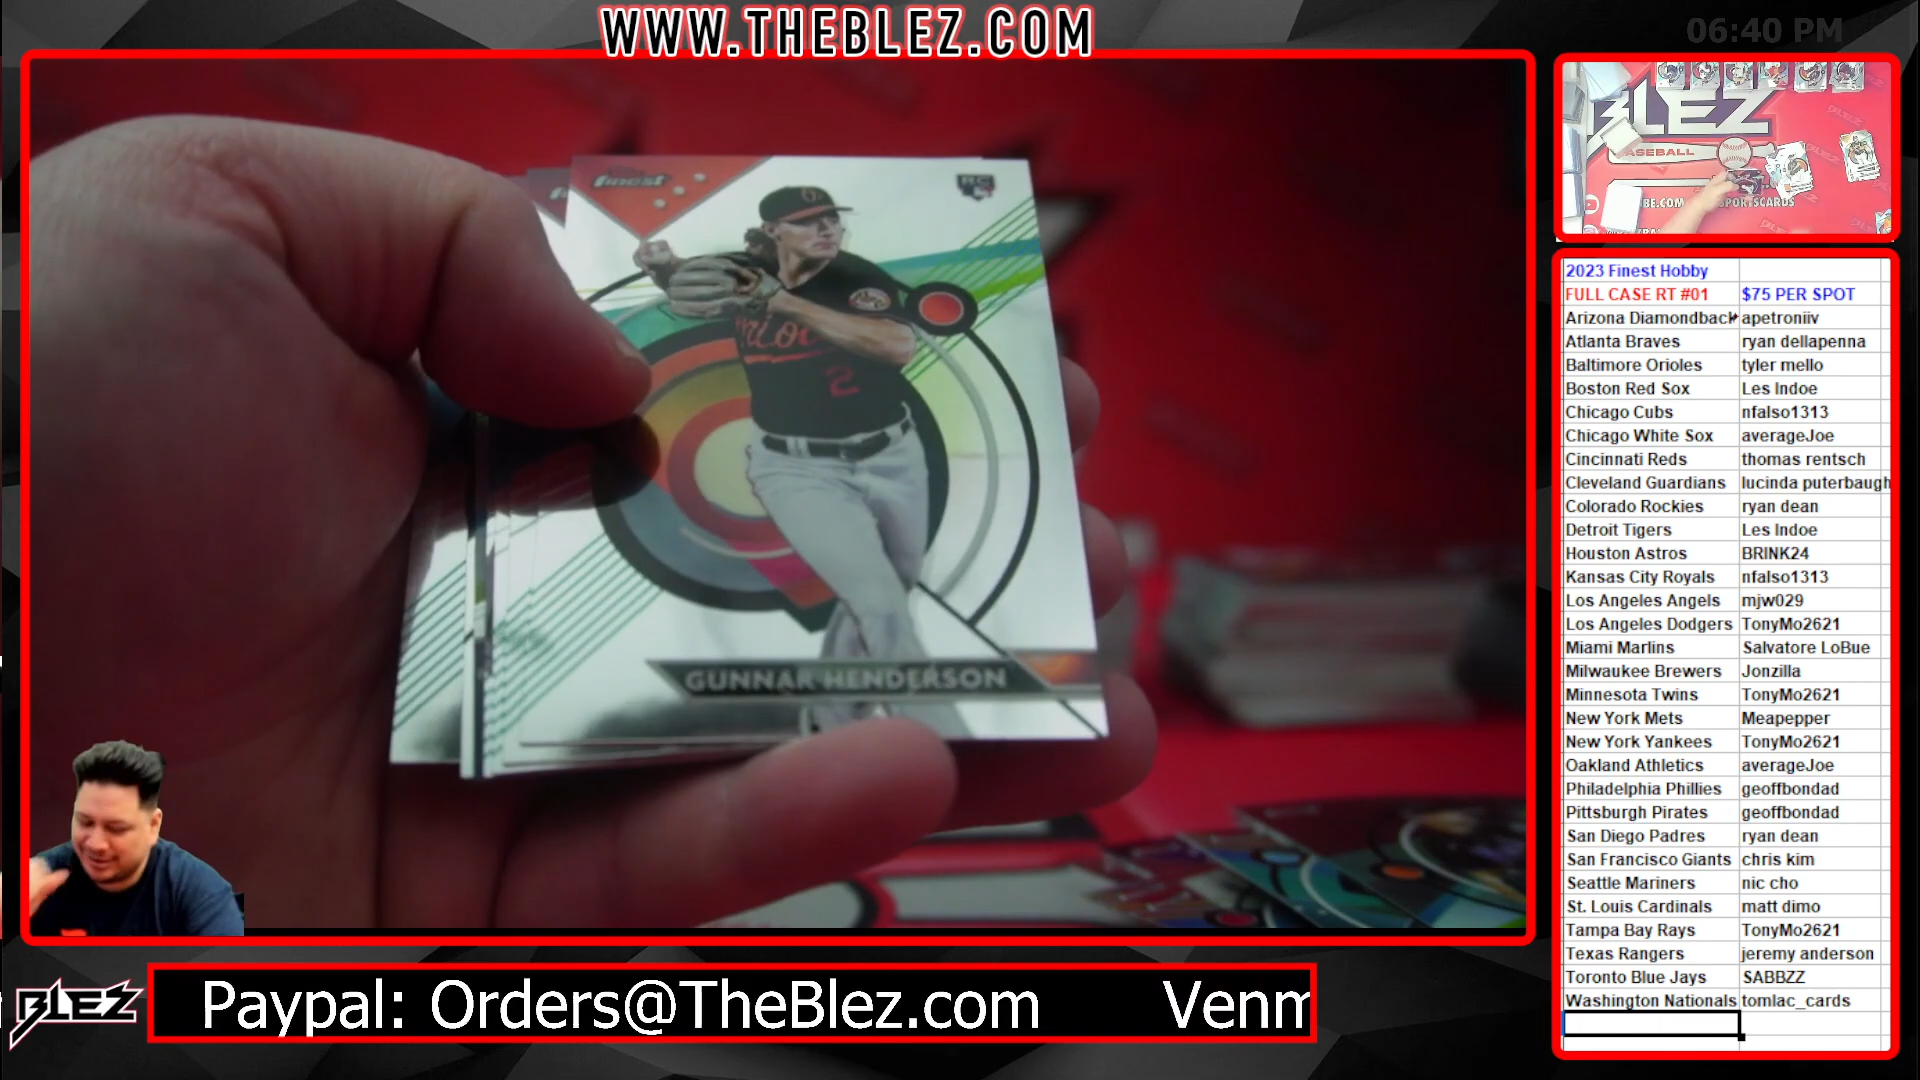 WWW.THEBLEZ.COM
06:40 PM
finest
RC
2
GUNNAR HENDERSON
BLEZ
BASEBALL
BE.COM
SPORTSCARDS
2023 Finest Hobby
FULL CASE RT #01 $75 PER SPOT
Arizona Diamondback apetroniiv
Atlanta Braves ryan dellapenna
Baltimore Orioles tyler mello
Boston Red Sox Les Indoe
Chicago Cubs nfalso1313
Chicago White Sox averageJoe
Cincinnati Reds thomas rentsch
Cleveland Guardians lucinda puterbaugh
Colorado Rockies ryan dean
Detroit Tigers Les Indoe
Houston Astros BRINK24
Kansas City Royals nfalso1313
Los Angeles Angels mjw029
Los Angeles Dodgers TonyMo2621
Miami Marlins Salvatore LoBue
Milwaukee Brewers Jonzilla
Minnesota Twins TonyMo2621
New York Mets Meapepper
New York Yankees TonyMo2621
Oakland Athletics averageJoe
Philadelphia Phillies geoffbondad
Pittsburgh Pirates geoffbondad
San Diego Padres ryan dean
San Francisco Giants chris kim
Seattle Mariners nic cho
St. Louis Cardinals matt dimo
Tampa Bay Rays TonyMo2621
Texas Rangers jeremy anderson
Toronto Blue Jays SABBZZ
Washington Nationals tomlac_cards
BLEZ
Paypal: Orders@TheBlez.com Venm